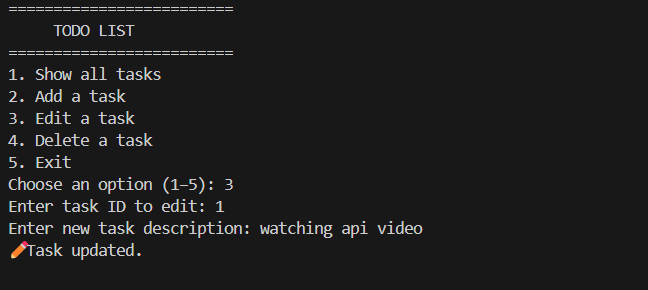 =========================
     TODO LIST
=========================
1. Show all tasks
2. Add a task
3. Edit a task
4. Delete a task
5. Exit
Choose an option (1–5): 3
Enter task ID to edit: 1
Enter new task description: watching api video
✏️Task updated.